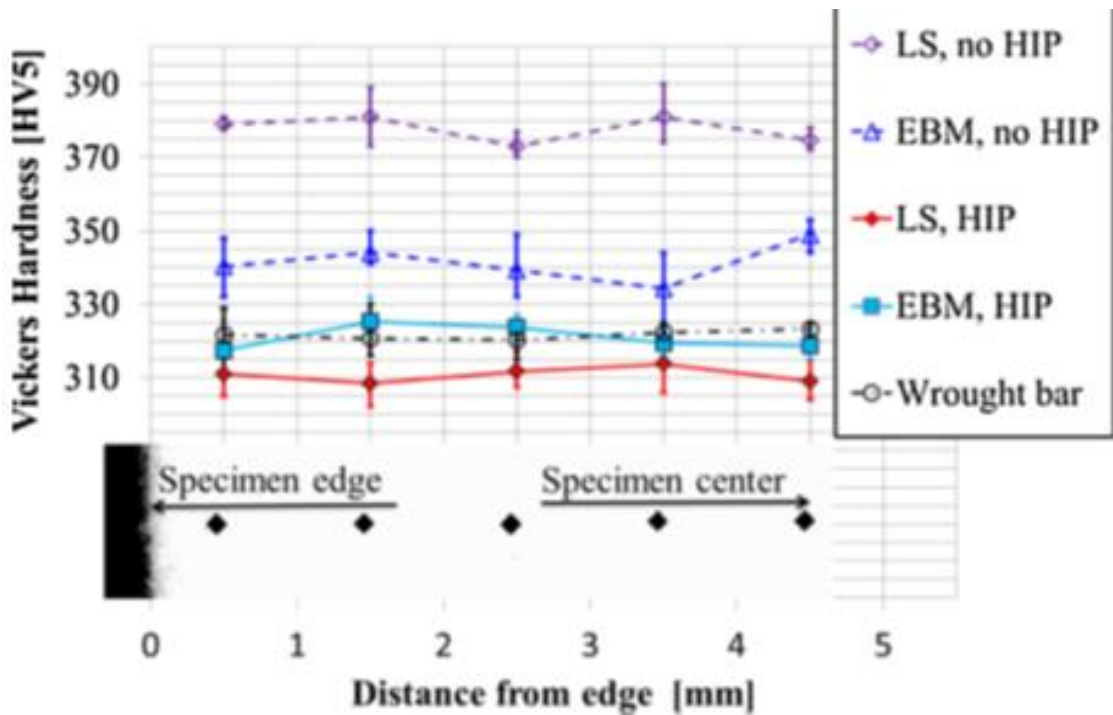 Vickers Hardness [HV5]
390
370
350
330
310
LS, no HIP
EBM, no HIP
LS, HIP
EBM, HIP
Wrought bar
Specimen edge
Specimen center
0 1 2 3 4 5
Distance from edge [mm]